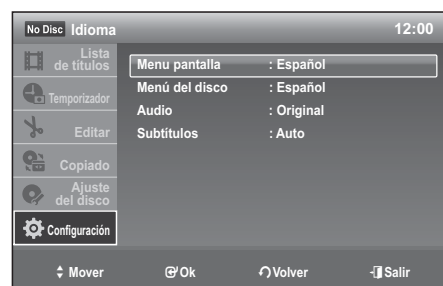 No Disc Idioma 12:00
Lista
de titulos
Temporizador
Editar
Copiado
Ajuste
del disco
Configuración
Menu pantalla : Español
Menú del disco : Español
Audio : Original
Subtítulos : Auto
Mover Ok Volver Salir